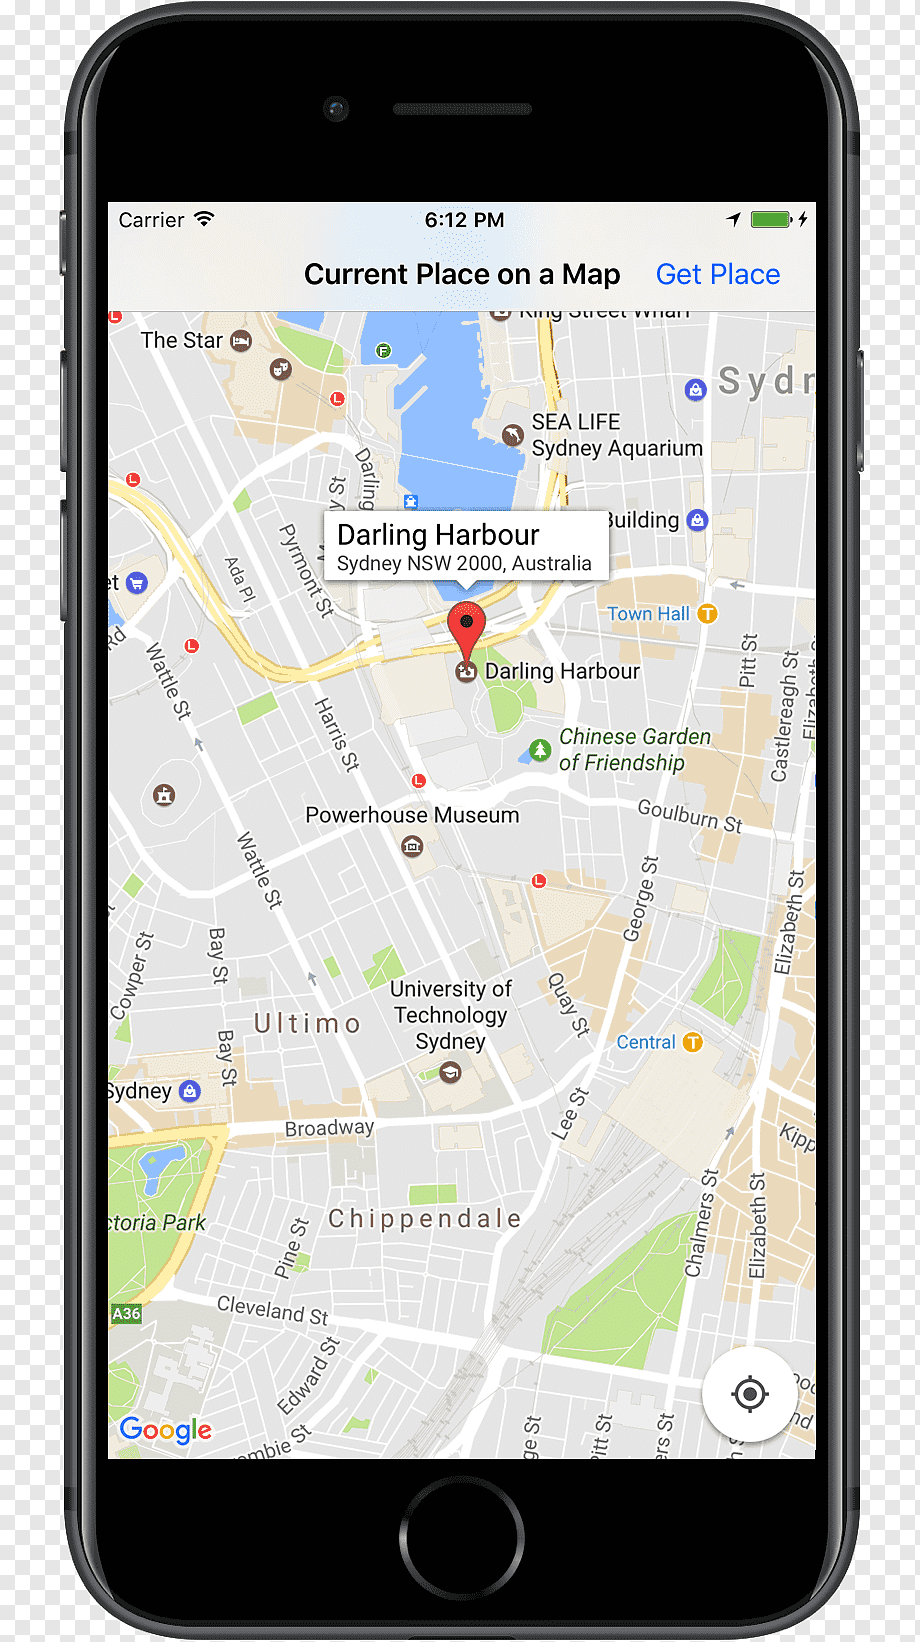 Carrier
6:12 PM
Current Place on a Map
Get Place
King Street Wharf
The Star
F
L
Sydn
L
SEA LIFE
Sydney Aquarium
L
Darling
y St
Building
Darling Harbour
Sydney NSW 2000, Australia
Pyrmont St
Ada Pl
et
Town Hall
T
Rd
L
Wattle St
Pitt St
Castlereagh St
Elizabeth
Darling Harbour
Harris St
Chinese Garden
of Friendship
L
Powerhouse Museum
Goulburn St
Wattle St
L
George St
Elizabeth St
Cowper St
Bay St
University of
Technology
Sydney
Quay St
Ultimo
Bay St
Central
T
Sydney
Broadway
Lee St
Kipp
ctoria Park
Chippendale
Pine St
Chalmers St
Elizabeth St
A36
Cleveland St
Edward St
Google
ombie St
ge St
itt St
ers St
nd